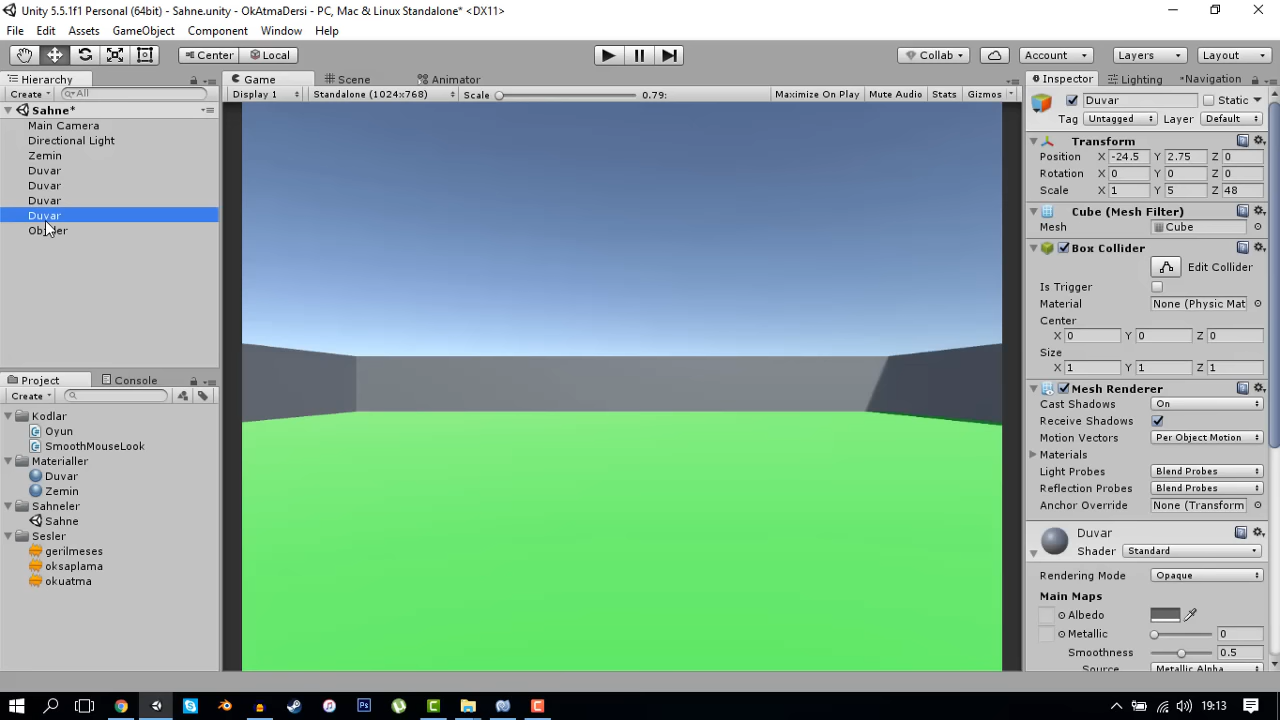 Unity 5.5.1f1 Personal (64bit) - Sahne.unity - OkAtmaDersi - PC, Mac & Linux Standalone* <DX11>
File Edit Assets GameObject Component Window Help
Center Local Collab Account Layers Layout
Hierarchy
Create All
Sahne*
Main Camera
Directional Light
Zemin
Duvar
Duvar
Duvar
Duvar
Project Console
Create
Kodlar
Oyun
SmoothMouseLook
Materialler
Duvar
Zemin
Sahneler
Sahne
Sesler
gerilmeses
oksaplama
okuatma
Game Scene Animator
Display 1 Standalone (1024x768) Scale 0.79: Maximize On Play Mute Audio Stats Gizmos
Inspector Lighting Navigation
Duvar Static
Tag Untagged Layer Default
Transform
Position X -24.5 Y 2.75 Z 0
Rotation X 0 Y 0 Z 0
Scale X 1 Y 5 Z 48
Cube (Mesh Filter)
Mesh Cube
Box Collider
Edit Collider
Is Trigger
Material None (Physic Mat
Center
X 0 Y 0 Z 0
Size
X 1 Y 1 Z 1
Mesh Renderer
Cast Shadows On
Receive Shadows
Motion Vectors Per Object Motion
Materials
Light Probes Blend Probes
Reflection Probes Blend Probes
Anchor Override None (Transform
Duvar
Shader Standard
Rendering Mode Opaque
Main Maps
Albedo
Metallic 0
Smoothness 0.5
Source Metallic Alpha
19:13